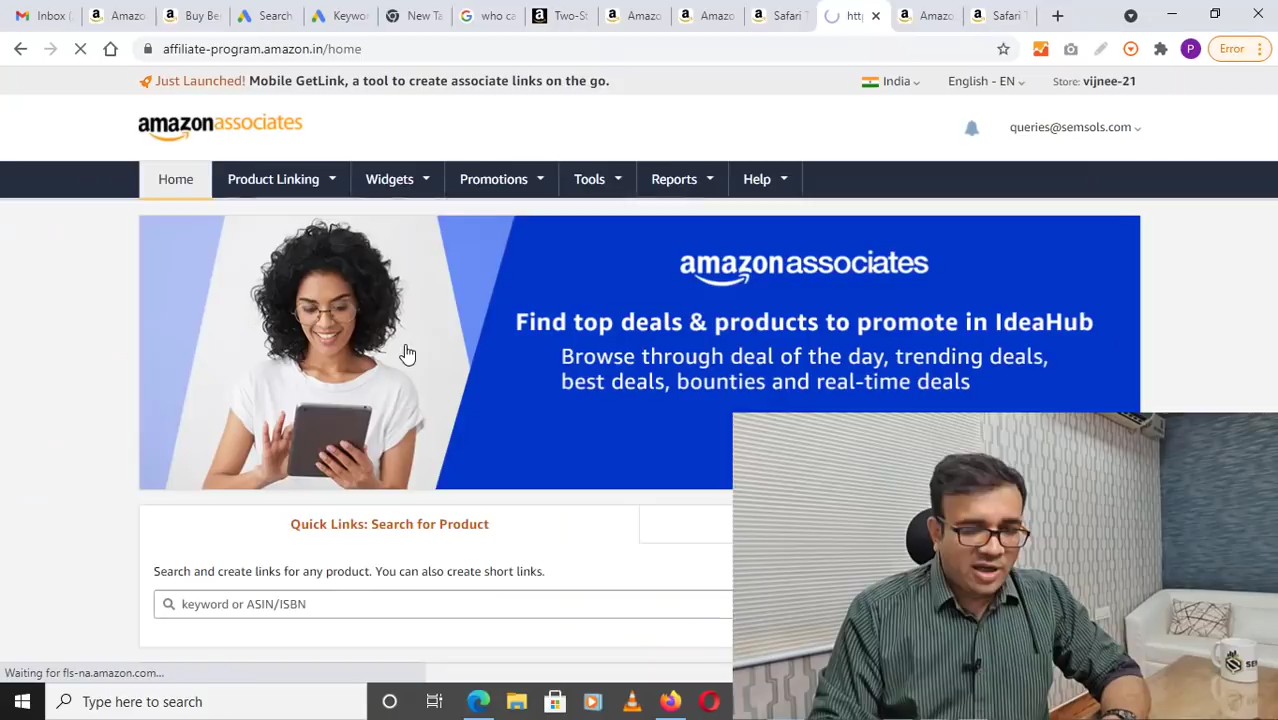 Inbox (
Amazo
Buy Be
Search
Keywo
New Ta
who ca
Two-St
Amazo
Amazo
Safari T
htt
Amazo
Safari T
affiliate-program.amazon.in/home
P
Error
Just Launched! Mobile GetLink, a tool to create associate links on the go.
India
English - EN
Store: vijnee-21
amazonassociates
queries@semsols.com
Home
Product Linking
Widgets
Promotions
Tools
Reports
Help
amazonassociates
Find top deals & products to promote in IdeaHub
Browse through deal of the day, trending deals,
best deals, bounties and real-time deals
Quick Links: Search for Product
Search and create links for any product. You can also create short links.
keyword or ASIN/ISBN
Waiting for fls-na.amazon.com...
Type here to search